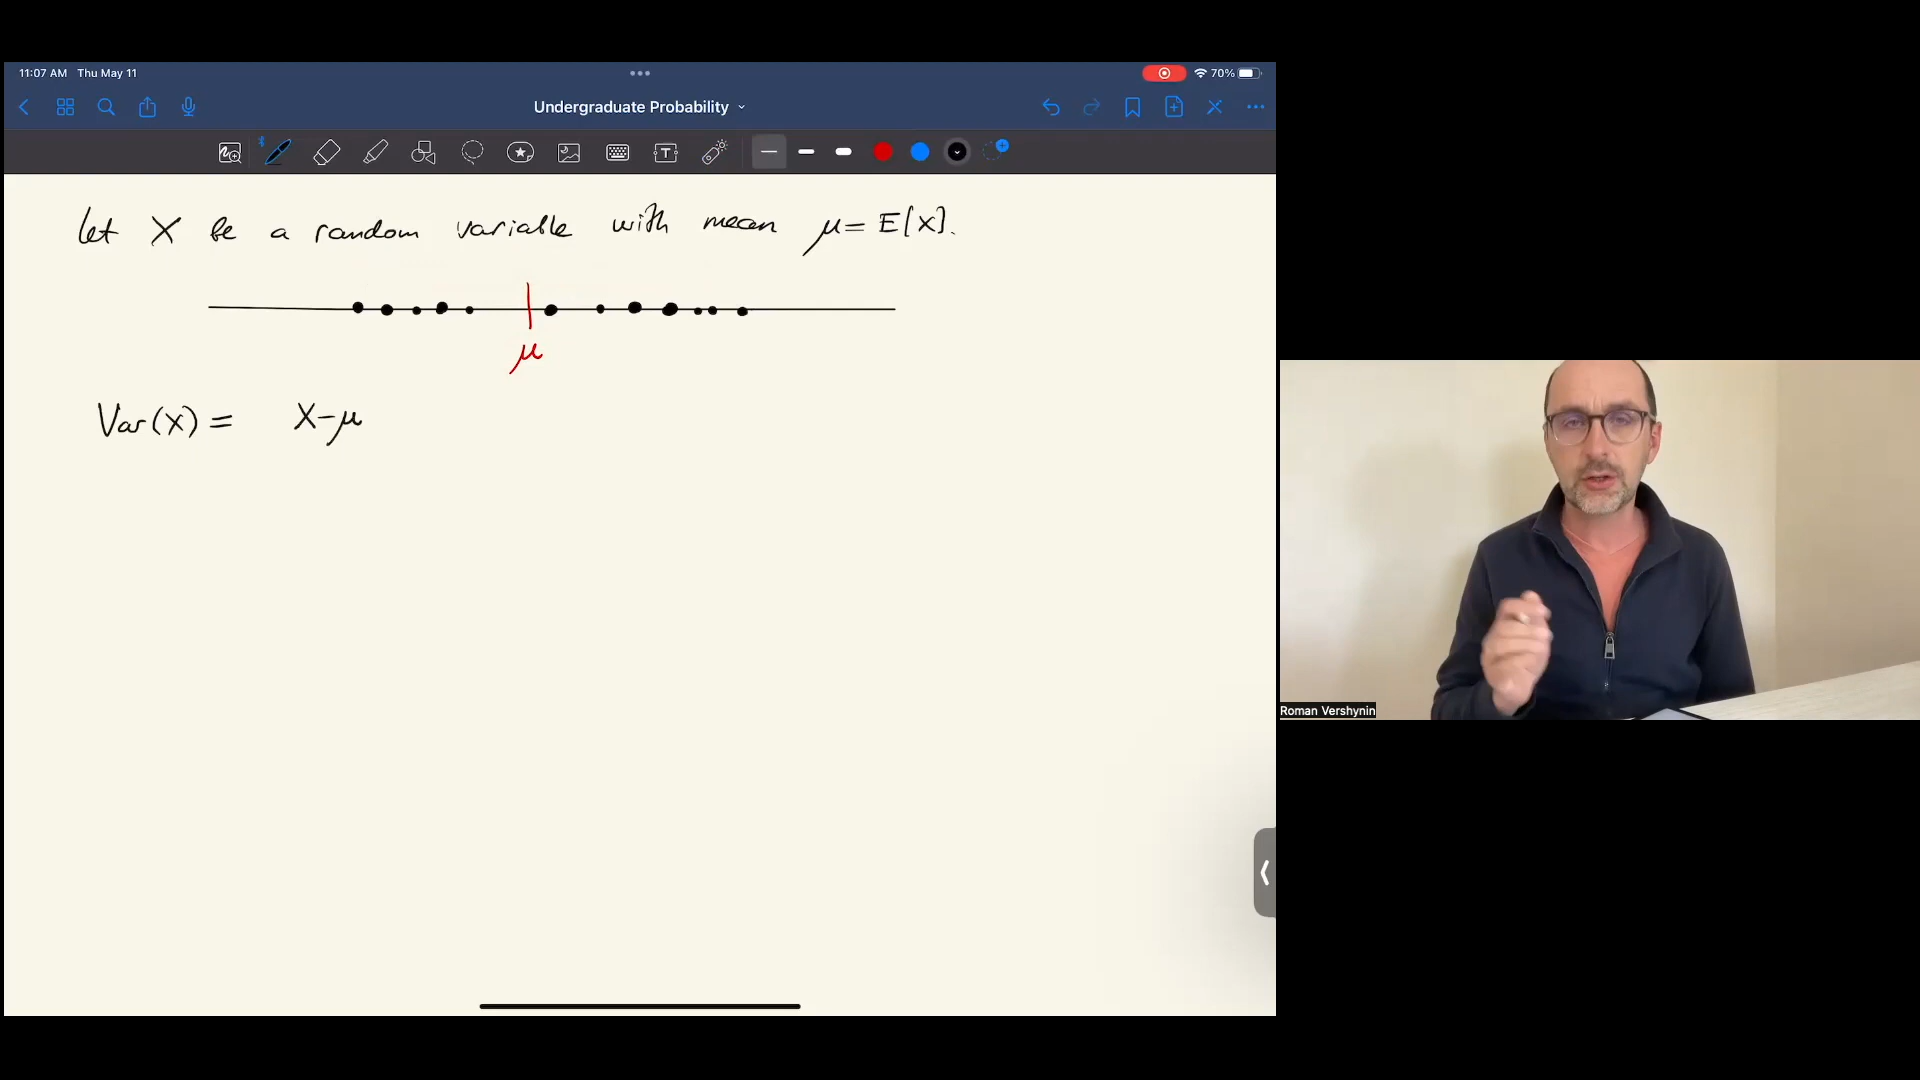 11:07 AM Thu May 11
70%
Undergraduate Probability
T
Let X be a random variable with mean μ = E[X].
μ
Var(X) = X-μ
Roman Vershynin